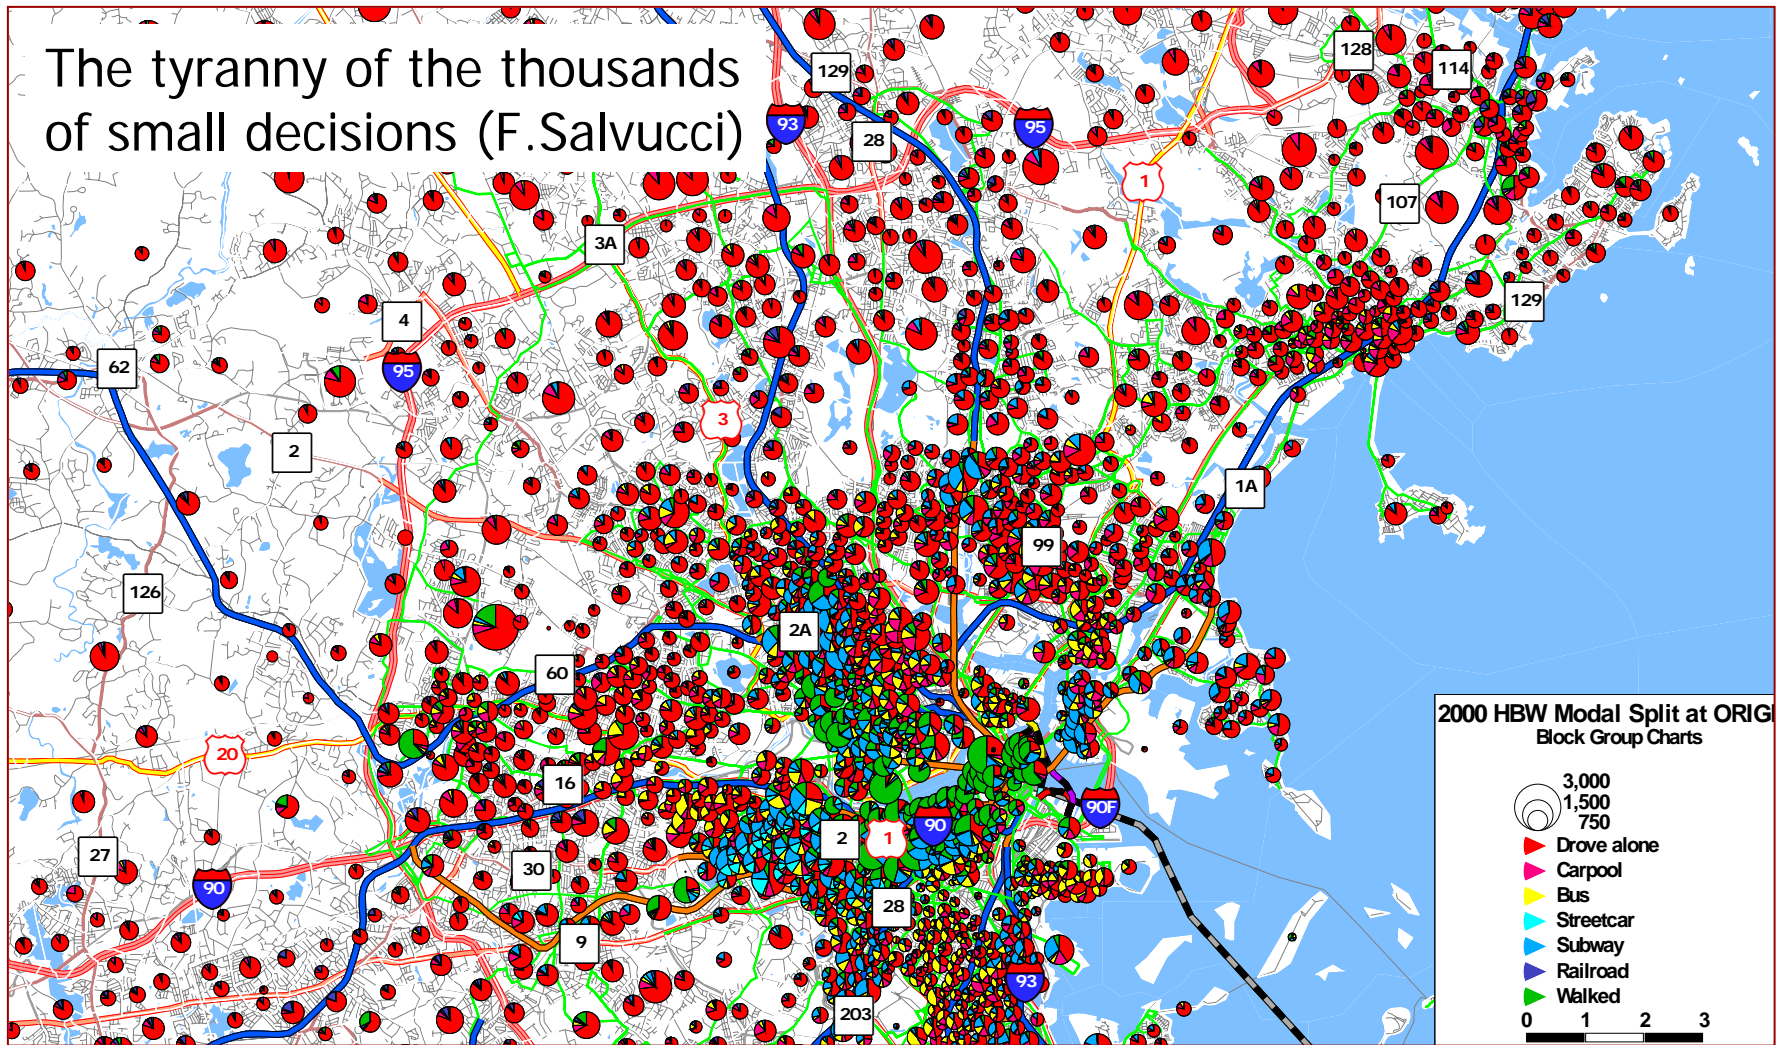 The tyranny of the thousands
of small decisions (F.Salvucci)
129
128
114
93
28
95
1
107
3A
129
4
62
95
3
2
1A
99
126
2A
60
20
16
90F
2
1
90
27
30
90
28
9
93
203
2000 HBW Modal Split at ORIGI
Block Group Charts
3,000
1,500
750
Drove alone
Carpool
Bus
Streetcar
Subway
Railroad
Walked
0 1 2 3